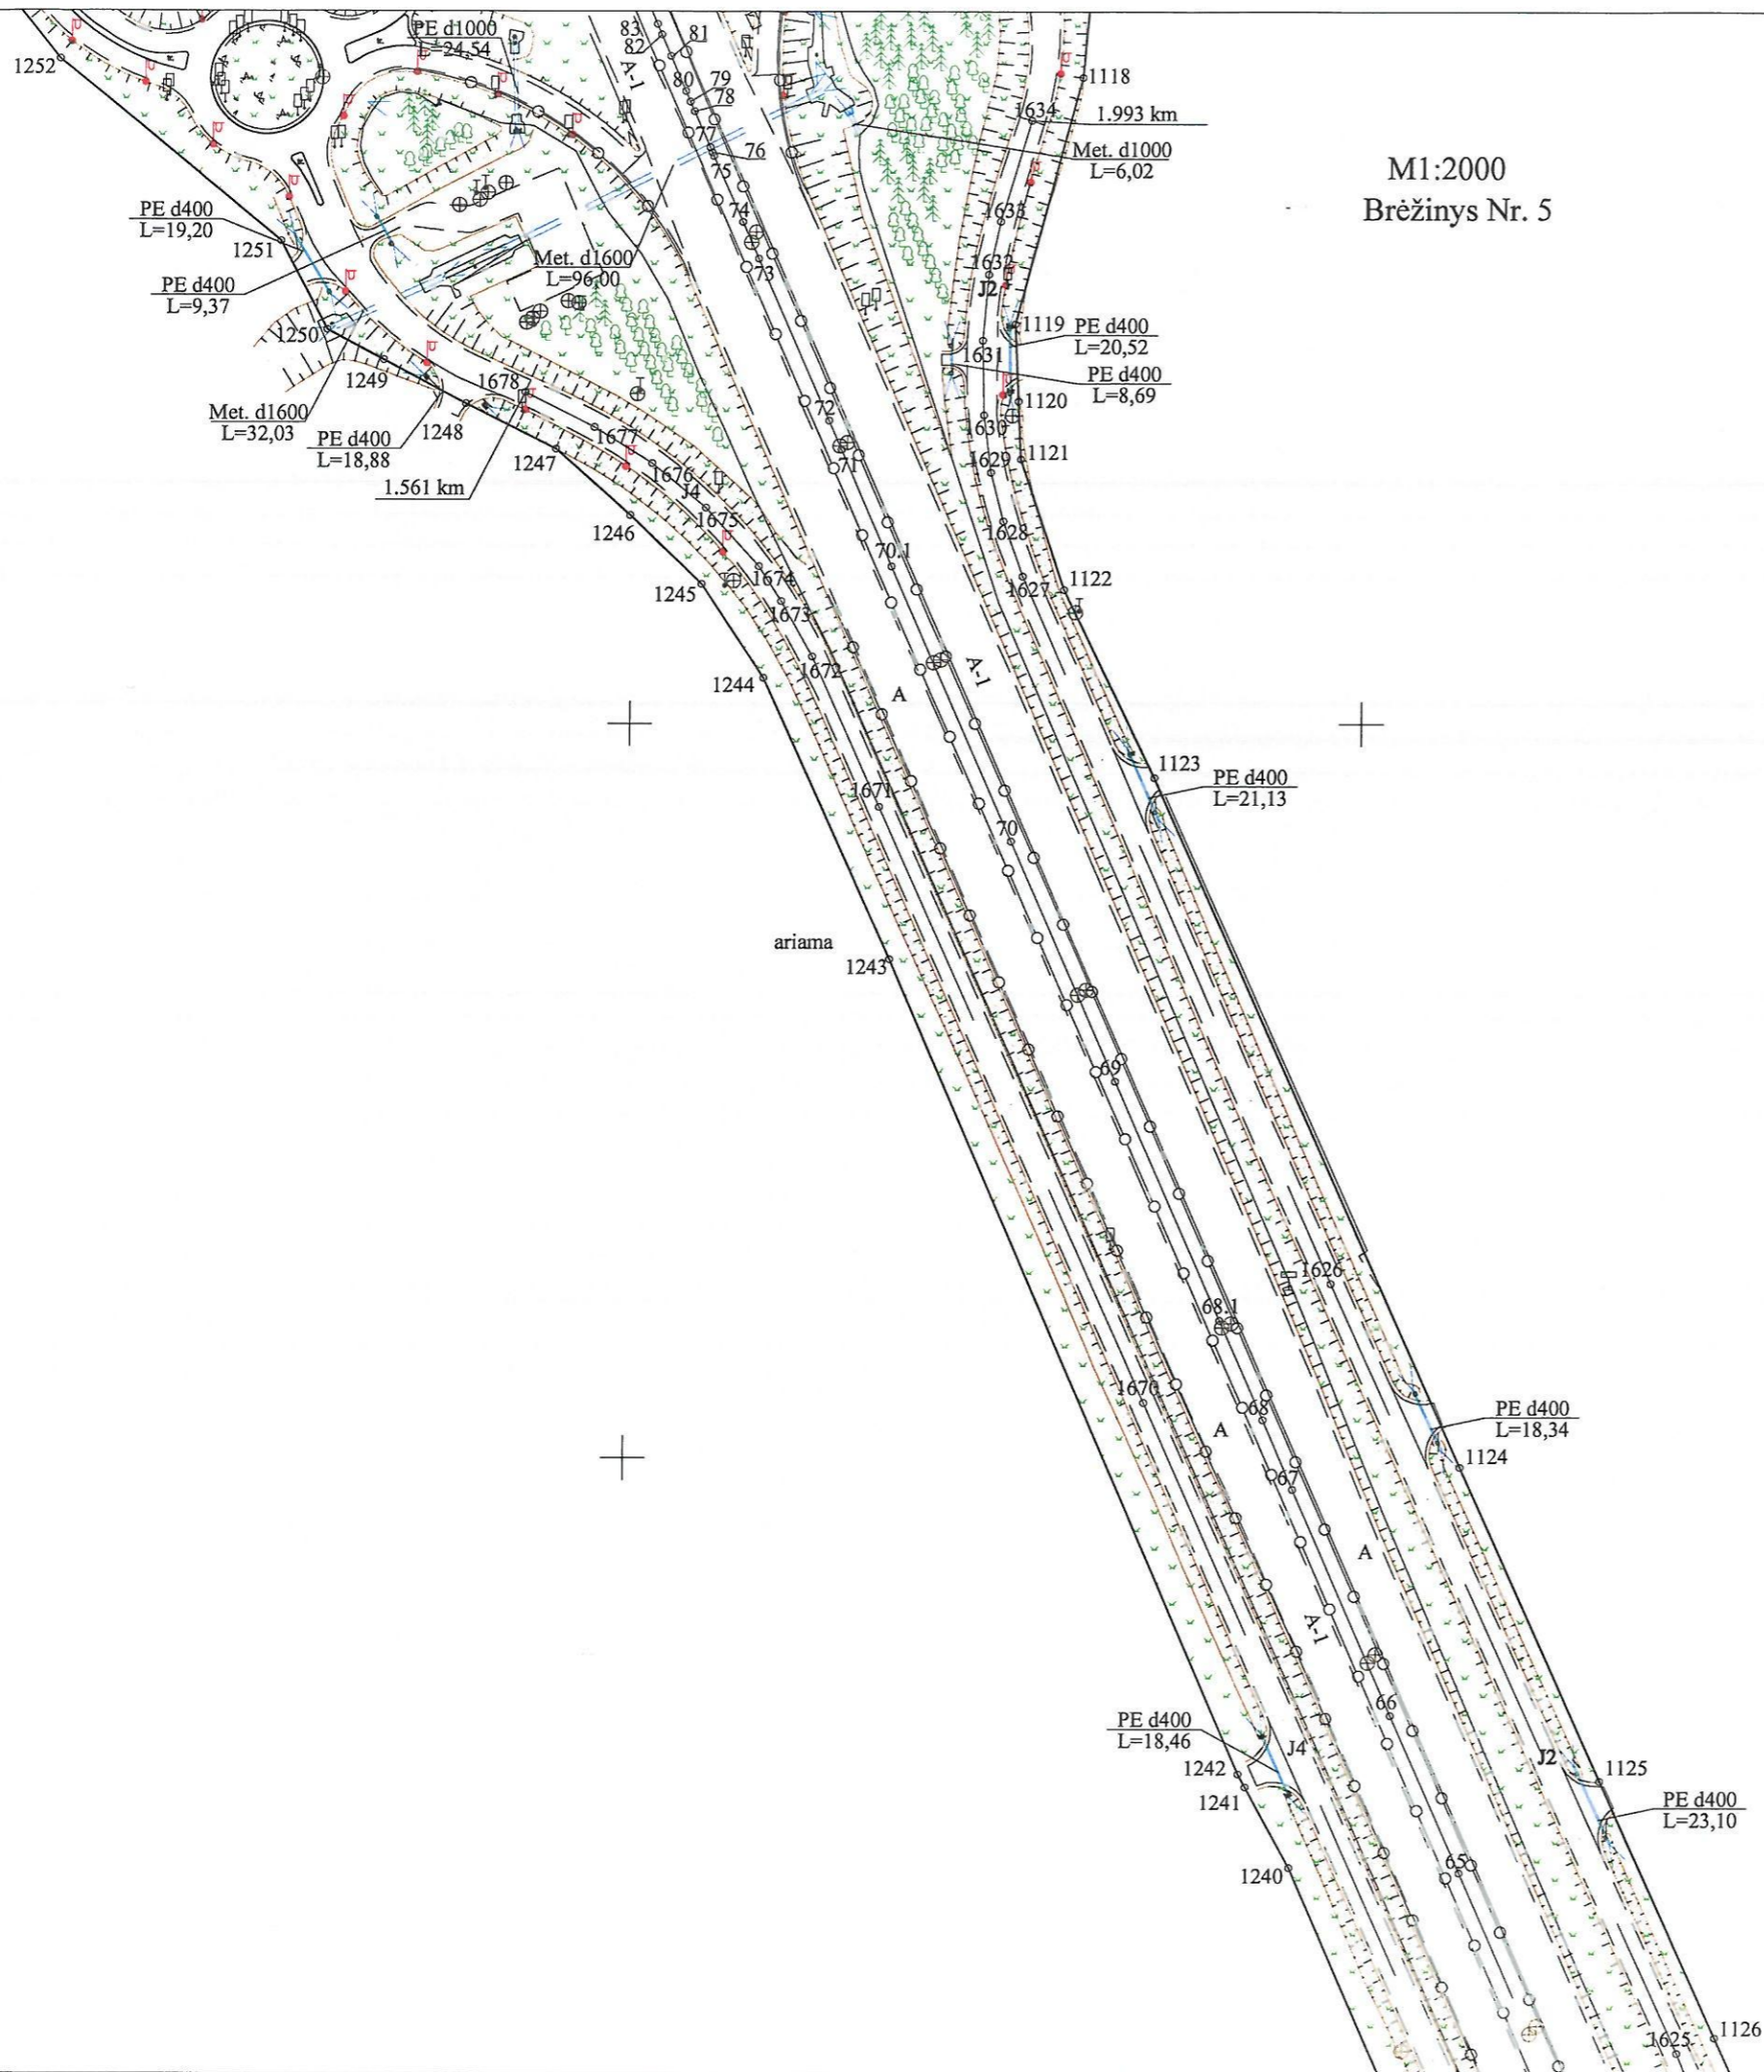 M1:2000
Brėžinys Nr. 5
1252
PE d1000
L=24,54
83
82
81
A-1
80
79
78
77
76
75
74
73
1118
1634
1.993 km
Met. d1000
L=6,02
1633
1632
J2
PE d400
L=19,20
1251
PE d400
L=9,37
Met. d1600
L=96,00
1250
1249
1119
PE d400
L=20,52
1631
PE d400
L=8,69
1120
1630
1121
1629
1628
1627
1122
Met. d1600
L=32,03
PE d400
L=18,88
1248
1678
1247
1.561 km
1677
1676
J4
1675
1674
1673
1672
1246
1245
1244
72
71
70.1
A-1
A
1123
PE d400
L=21,13
1671
70
ariama
1243
69
1626
68.1
1670
68
A
67
PE d400
L=18,34
1124
A
A-1
66
PE d400
L=18,46
J4
1242
1241
1240
J2
1125
PE d400
L=23,10
65
1625
1126